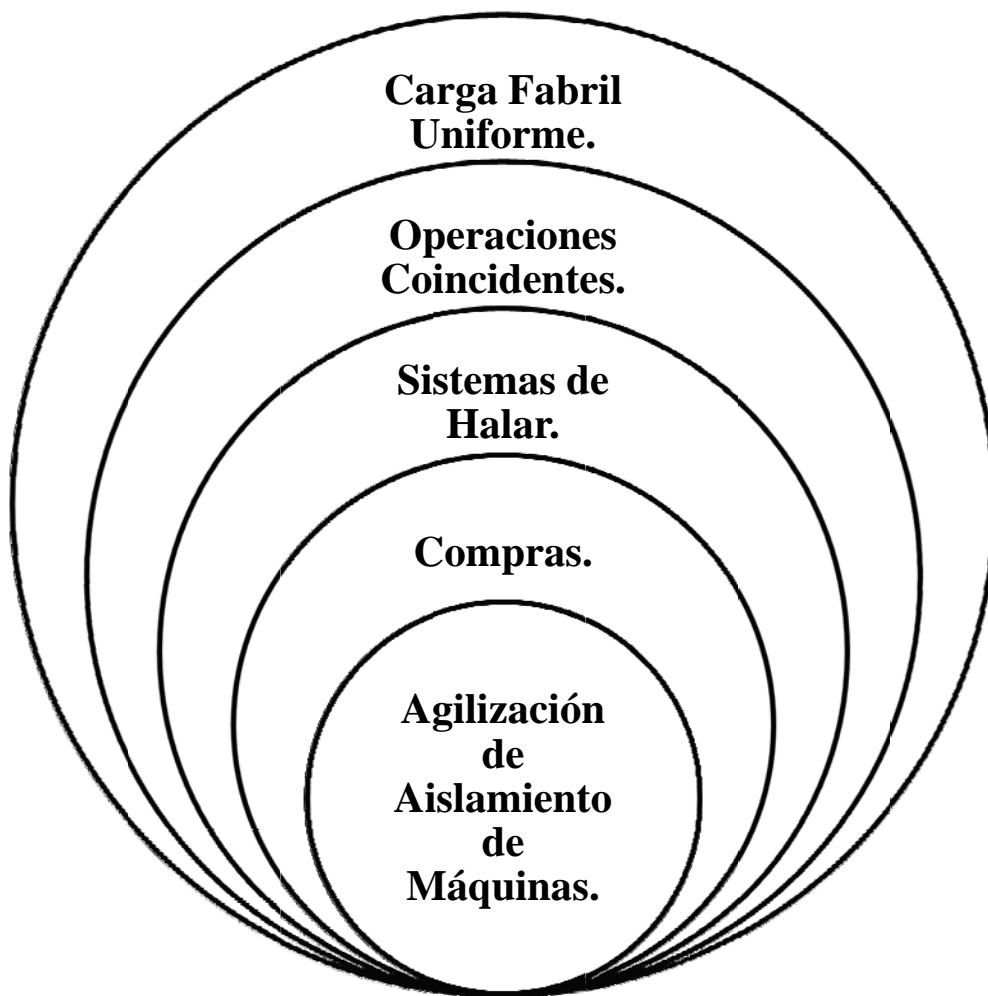 Carga Fabril
Uniforme.
Operaciones
Coincidentes.
Sistemas de
Halar.
Compras.
Agilización
de
Aislamiento
de
Máquinas.